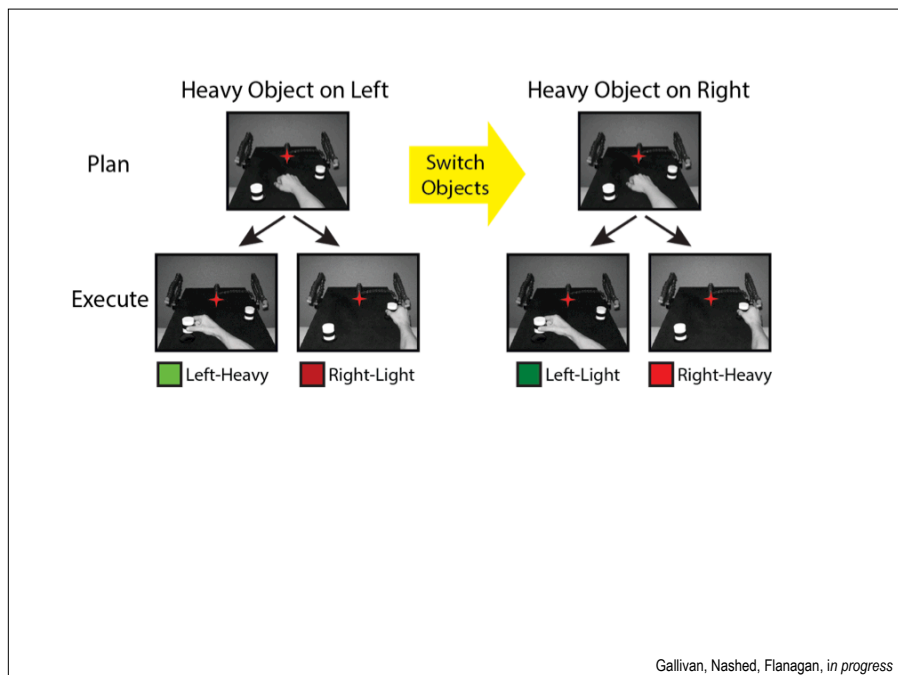 Heavy Object on Left
Heavy Object on Right
Plan
Switch
Objects
Execute
Left-Heavy
Right-Light
Left-Light
Right-Heavy
Gallivan, Nashed, Flanagan, in progress